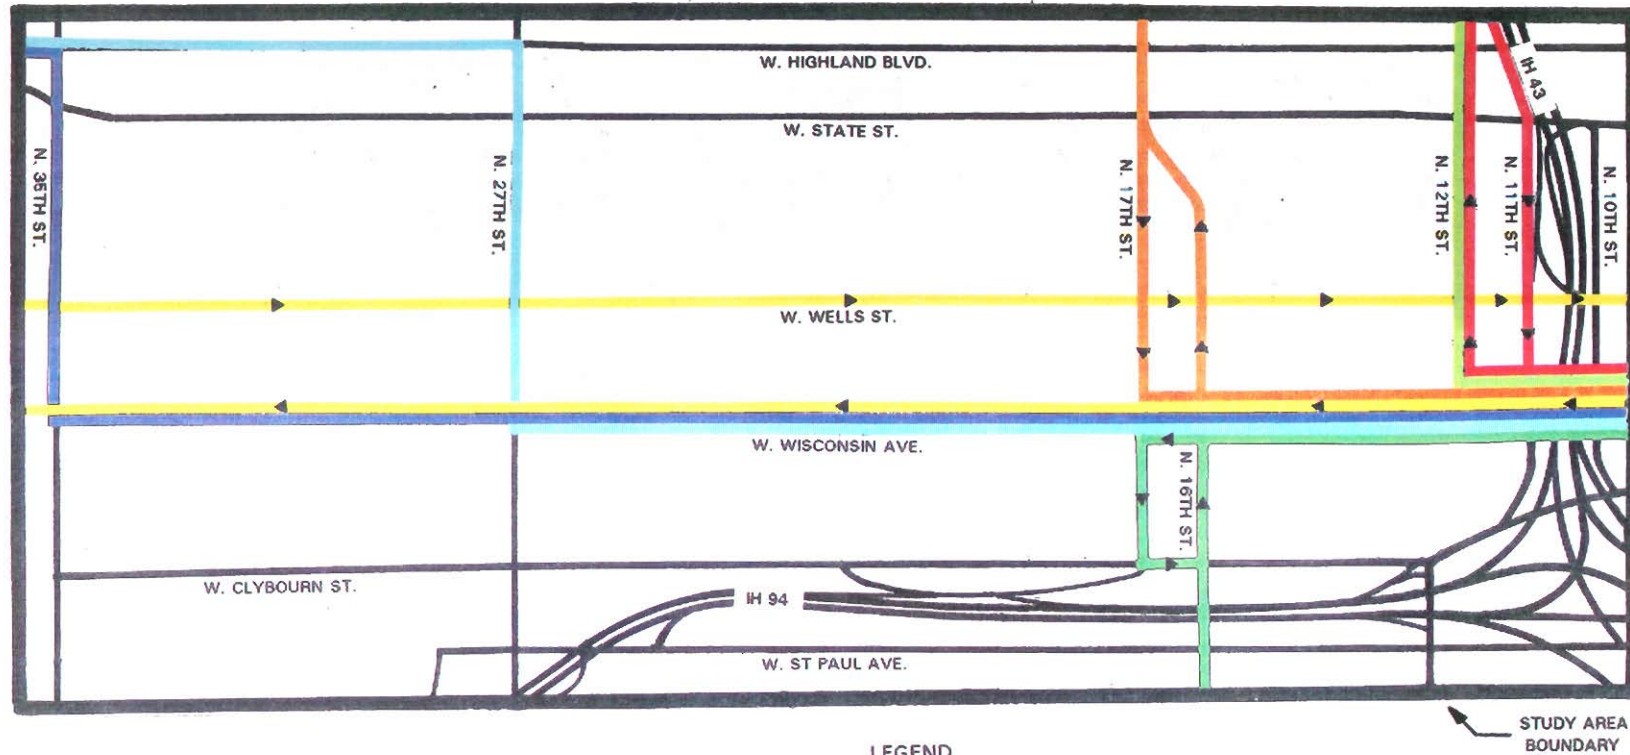 W. HIGHLAND BLVD.
IH 43
W. STATE ST.
N. 35TH ST.
N. 27TH ST.
N. 17TH ST.
N. 12TH ST.
N. 11TH ST.
N. 10TH ST.
W. WELLS ST.
W. WISCONSIN AVE.
N. 16TH ST.
W. CLYBOURN ST.
IH 94
W. ST PAUL AVE.
STUDY AREA
BOUNDARY
LEGEND